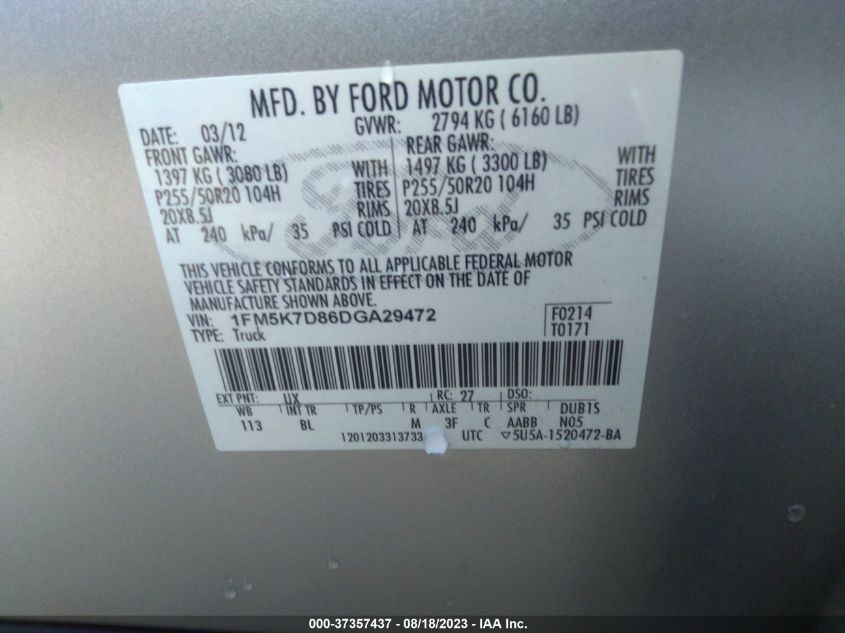 MFD. BY FORD MOTOR CO.
DATE: 03/12 GVWR: 2794 KG ( 6160 LB)
FRONT GAWR: REAR GAWR:
1397 KG ( 3080 LB) WITH 1497 KG ( 3300 LB) WITH
P255/50R20 104H TIRES P255/50R20 104H TIRES
20X8.5J RIMS 20X8.5J RIMS
AT 240 kPa/ 35 PSI COLD AT 240 kPa/ 35 PSI COLD
Ford
THIS VEHICLE CONFORMS TO ALL APPLICABLE FEDERAL MOTOR
VEHICLE SAFETY STANDARDS IN EFFECT ON THE DATE OF
MANUFACTURE SHOWN ABOVE.
VIN: 1FM5K7D86DGA29472 F0214
TYPE: Truck T0171
EXT PNT: UX RC: 27 DSO:
WB INT TR TP/PS R AXLE TR SPR DUB1S
113 BL M 3F C AABB N05
1201203313733 UTC ▽5U5A-1520472-BA
000-37357437 - 08/18/2023 - IAA Inc.